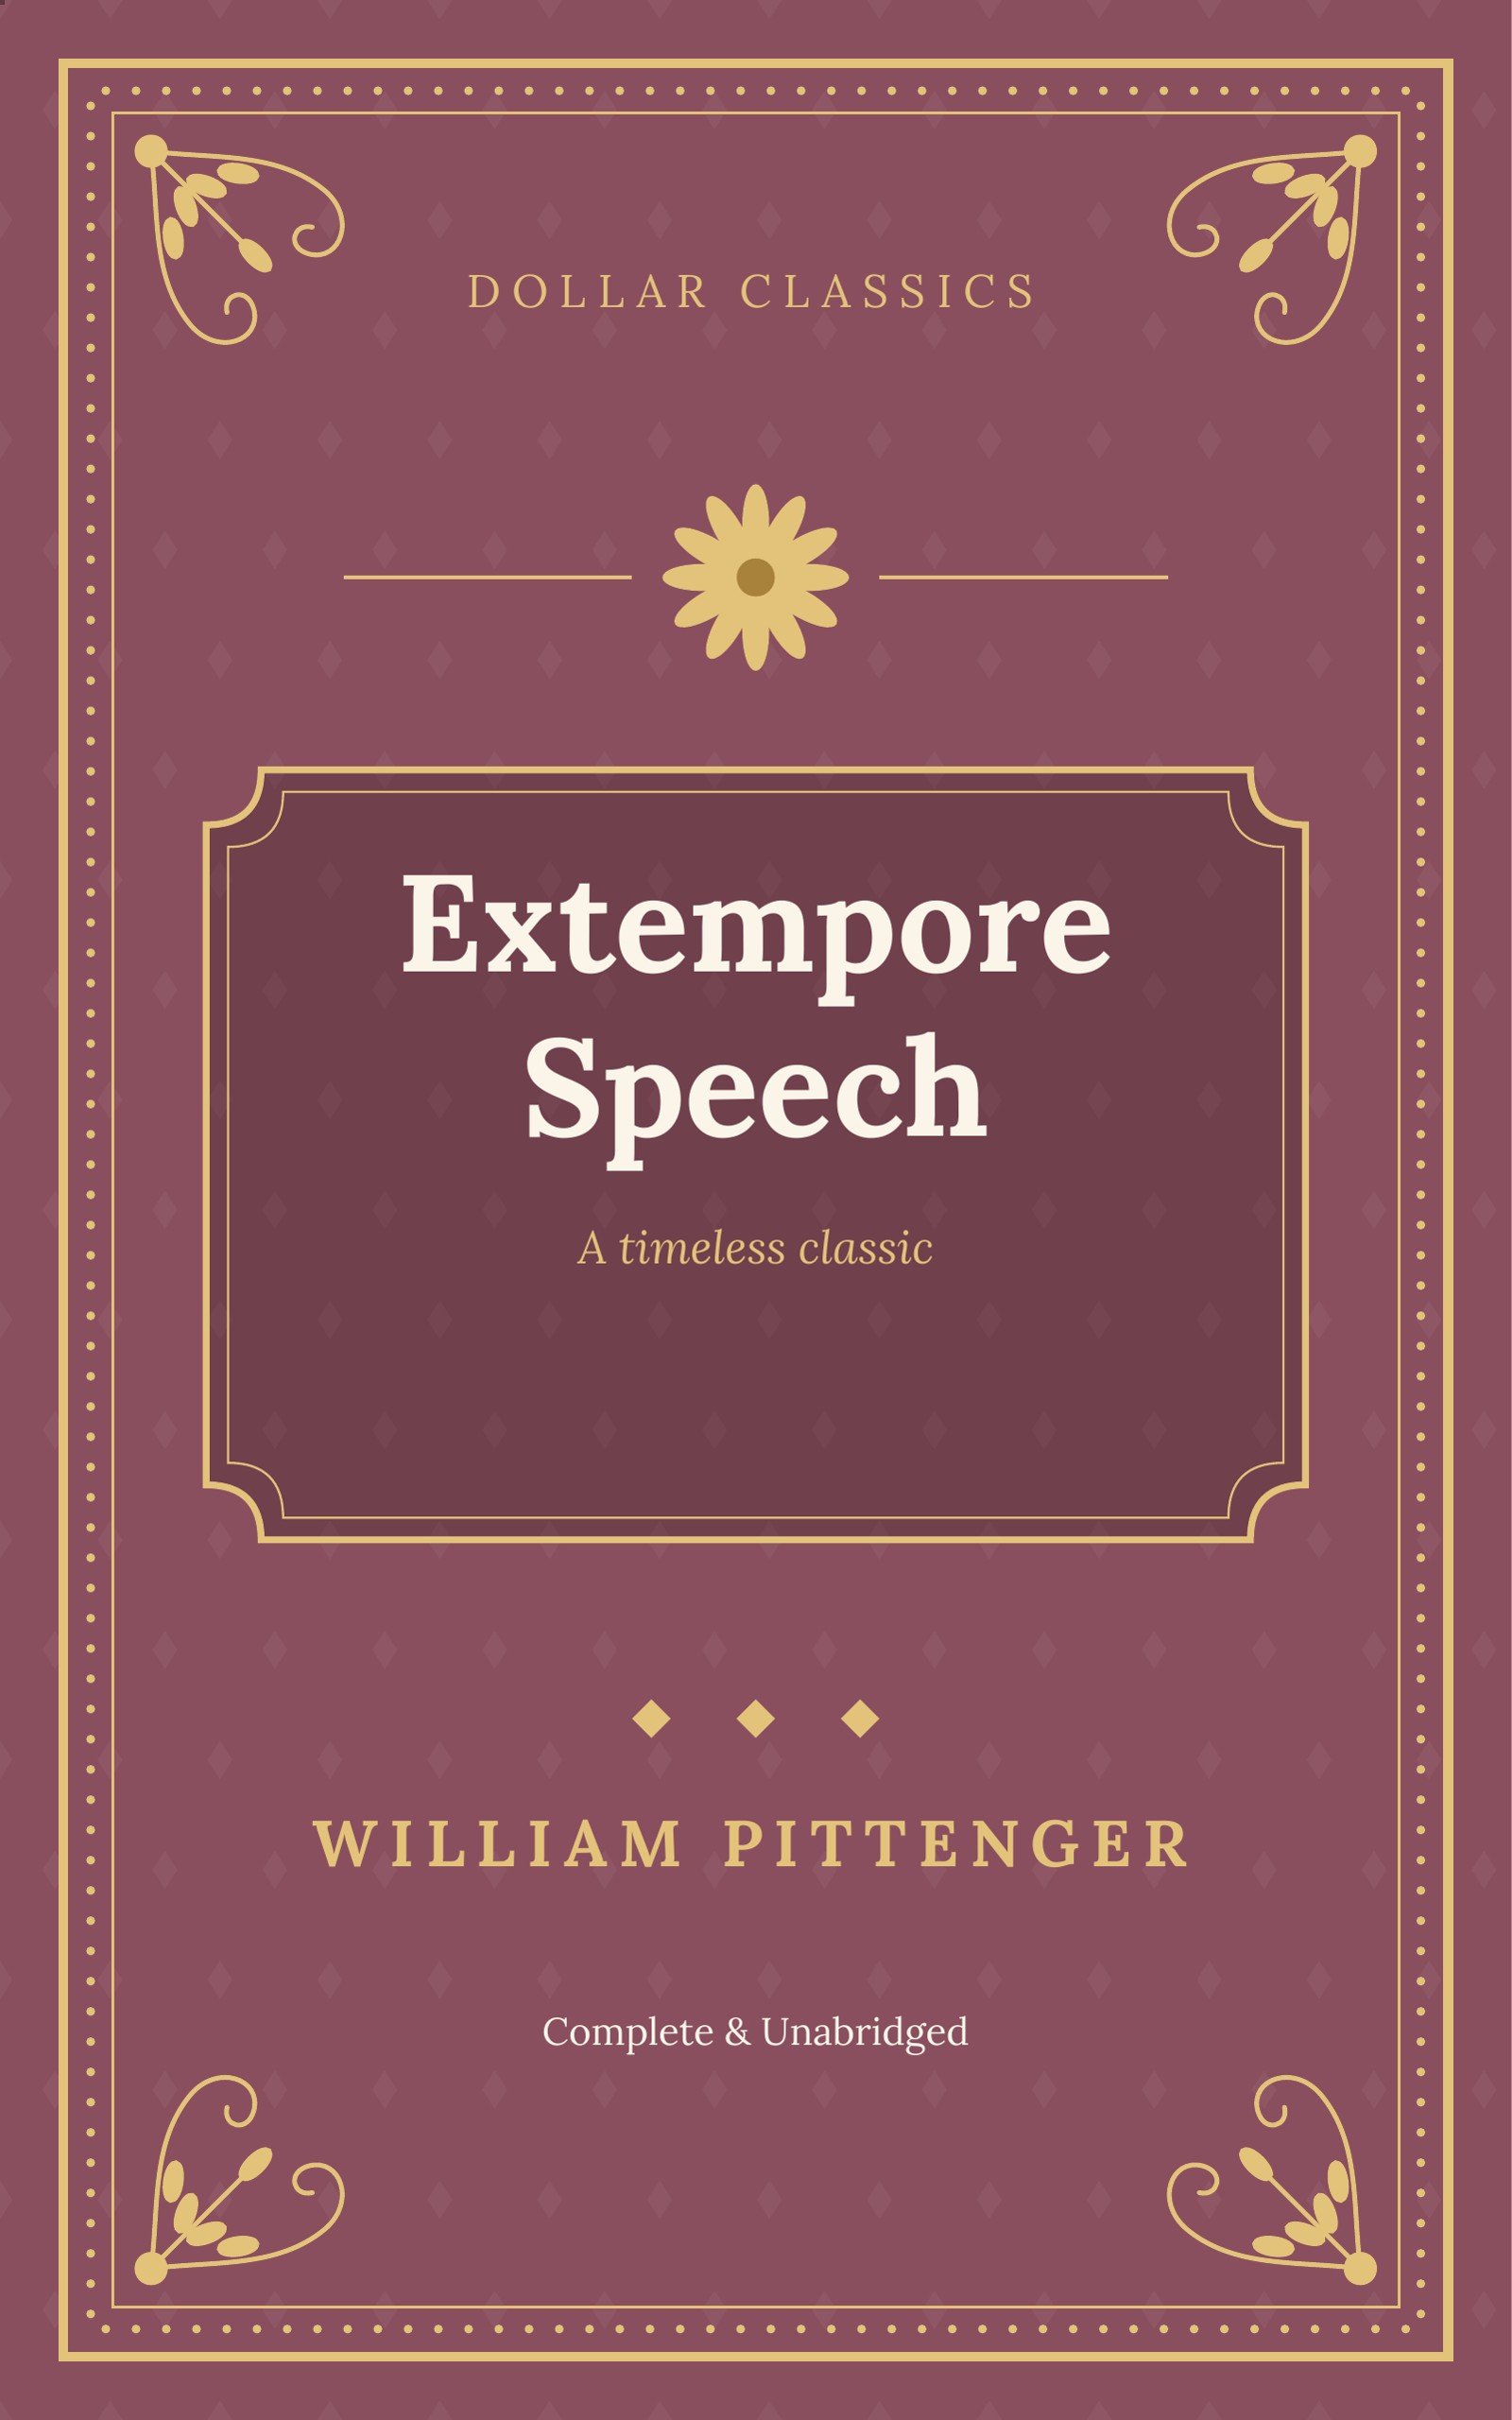 DOLLAR CLASSICS
Extempore
Speech
A timeless classic
WILLIAM PITTENGER
Complete & Unabridged